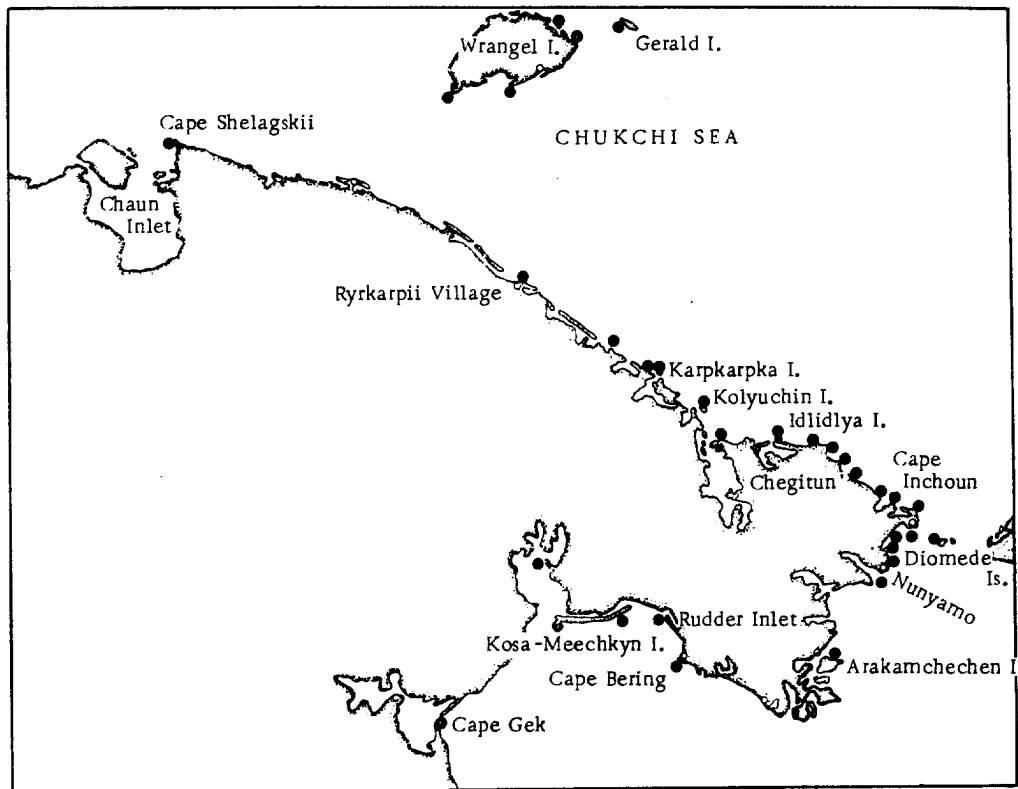 Wrangel I.
Gerald I.
CHUKCHI SEA
Cape Shelagskii
Chaun
Inlet
Ryrkarpii Village
Karpkarpka I.
Kolyuchin I.
Idlidlya I.
Cape
Inchoun
Chegitun
Diomede
Is.
Nunyamo
Rudder Inlet
Kosa-Meechkyn I.
Arakamchechen I
Cape Bering
Cape Gek